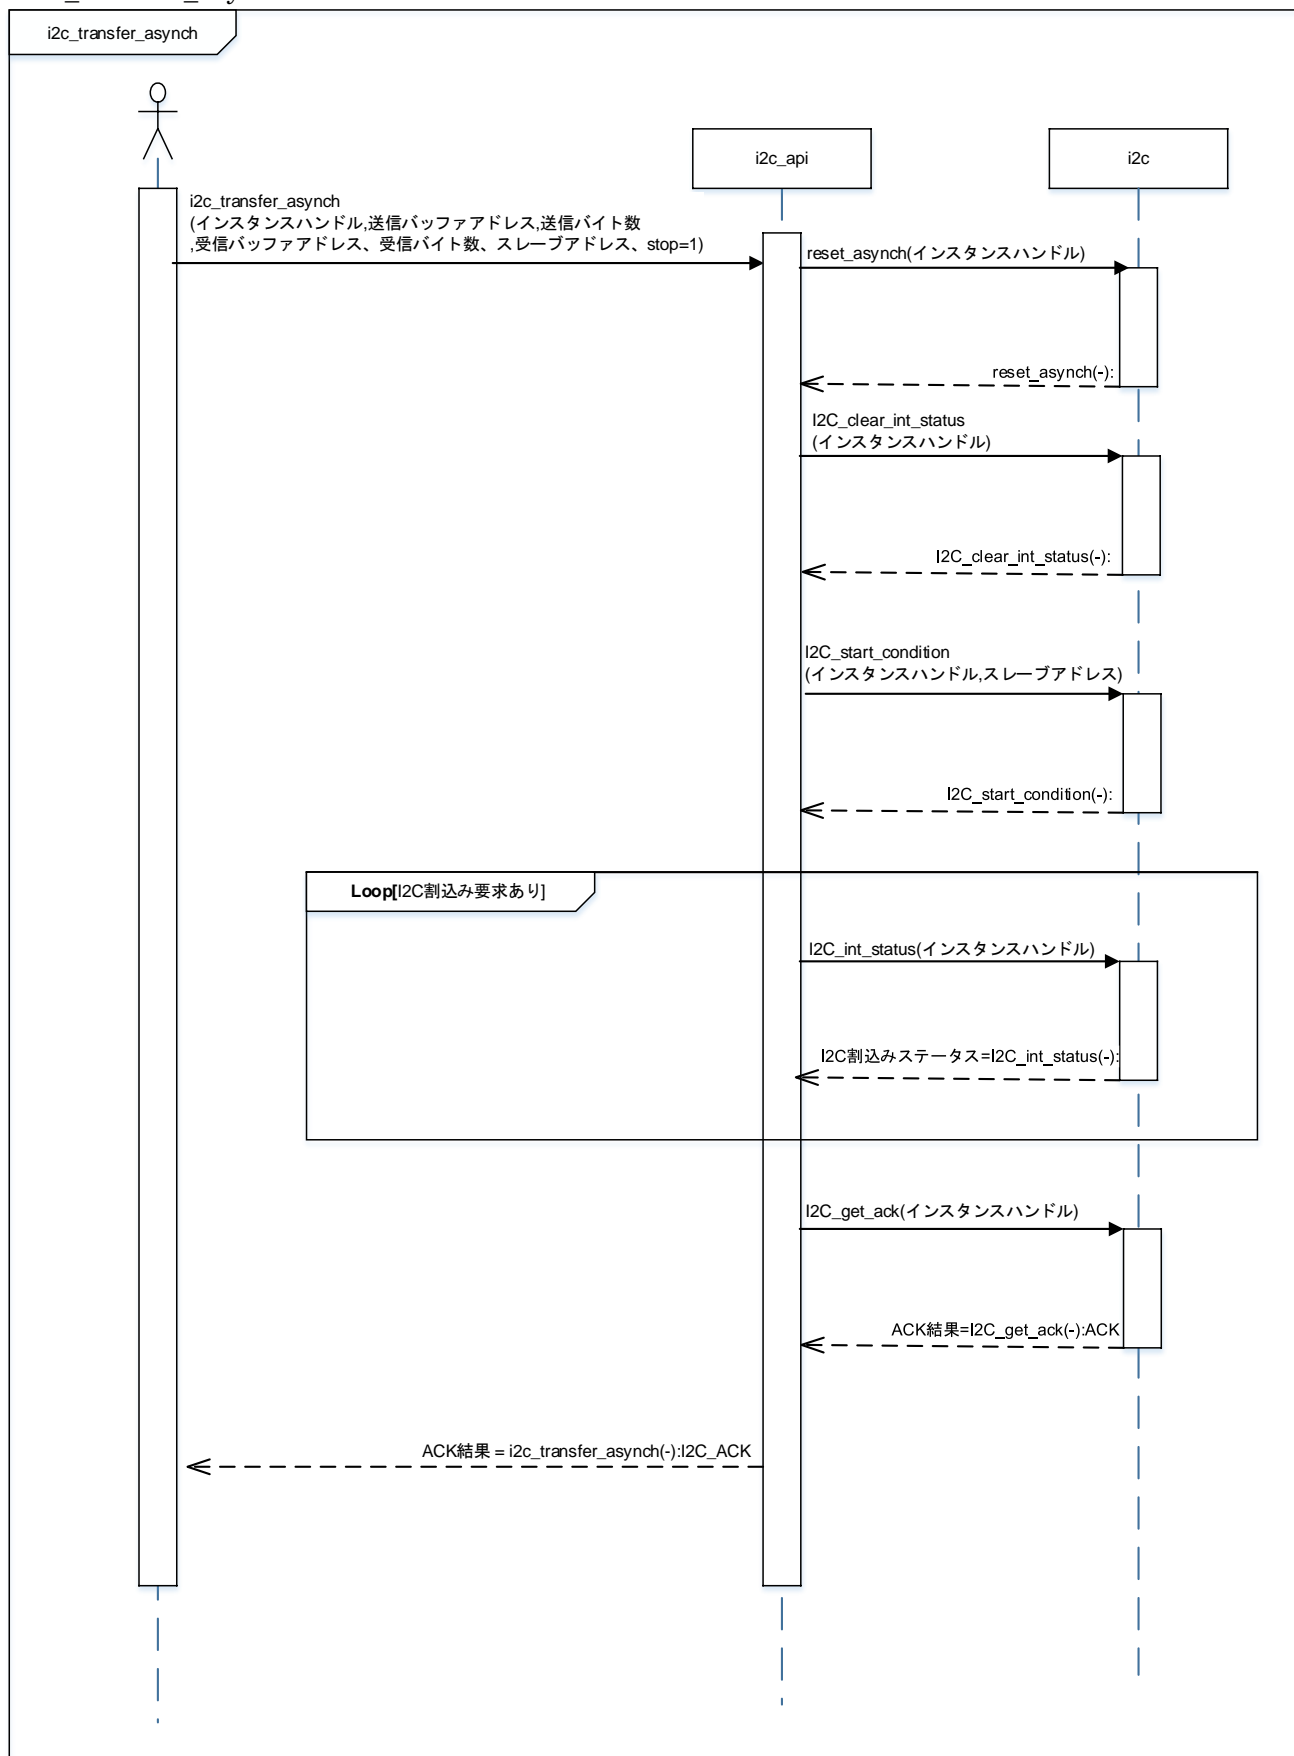 i2c_transfer_asynch
i2c_api
i2c
i2c_transfer_asynch
(インスタンスハンドル,送信バッファアドレス,送信バイト数
,受信バッファアドレス、受信バイト数、スレーブアドレス、stop=1)
reset_asynch(インスタンスハンドル)
reset_asynch(-):
I2C_clear_int_status
(インスタンスハンドル)
I2C_clear_int_status(-):
I2C_start_condition
(インスタンスハンドル,スレーブアドレス)
I2C_start_condition(-):
Loop[I2C割込み要求あり]
I2C_int_status(インスタンスハンドル)
I2C割込みステータス=I2C_int_status(-):
I2C_get_ack(インスタンスハンドル)
ACK結果=I2C_get_ack(-):ACK
ACK結果 = i2c_transfer_asynch(-):I2C_ACK